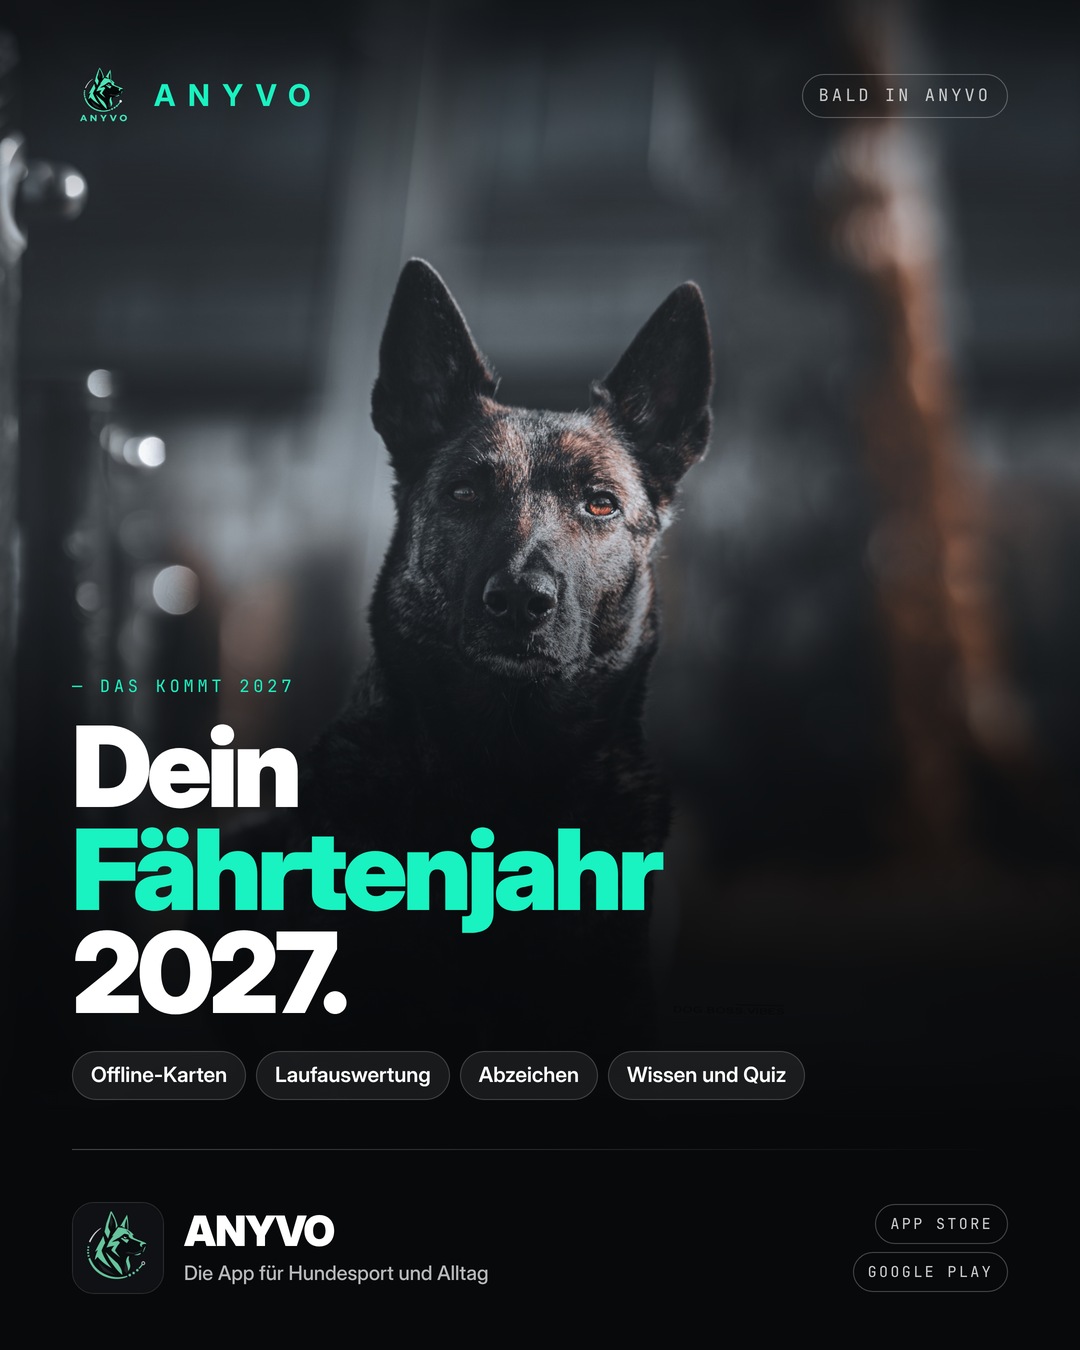 ANYVO
ANYVO
BALD IN ANYVO
— DAS KOMMT 2027
Dein
Fährtenjahr
2027.
Offline-Karten
Laufauswertung
Abzeichen
Wissen und Quiz
ANYVO
Die App für Hundesport und Alltag
APP STORE
GOOGLE PLAY